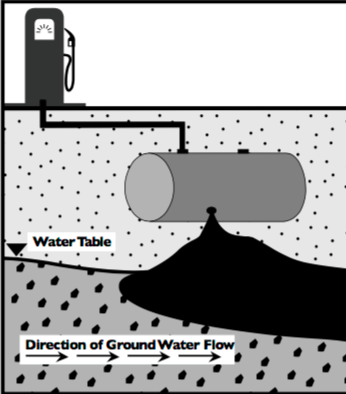 Water Table
Direction of Ground Water Flow